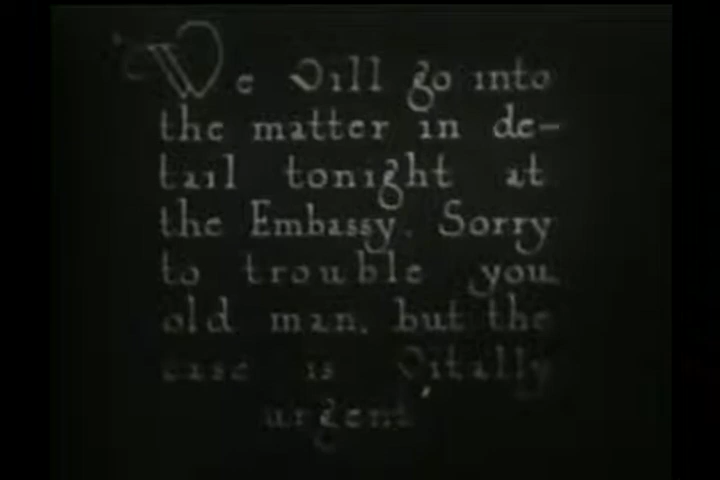 We will go into
the matter in de-
tail tonight at
the Embassy. Sorry
to trouble you
old man, but the
case is vitally
urgent